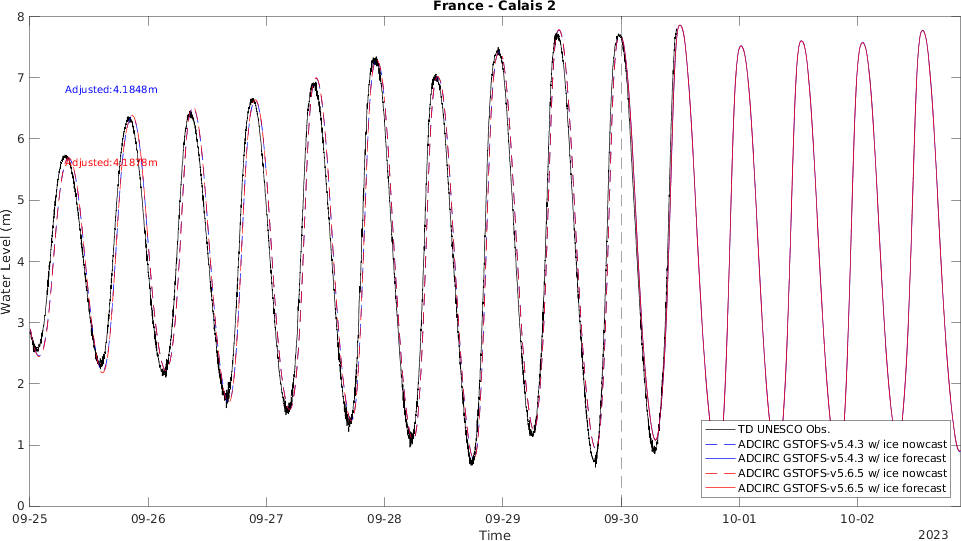 France - Calais 2
8
7
6
5
4
3
2
1
0
Water Level (m)
Adjusted:4.1848m
Adjusted:4.1878m
TD UNESCO Obs.
ADCIRC GSTOFS-v5.4.3 w/ ice nowcast
ADCIRC GSTOFS-v5.4.3 w/ ice forecast
ADCIRC GSTOFS-v5.6.5 w/ ice nowcast
ADCIRC GSTOFS-v5.6.5 w/ ice forecast
09-25 09-26 09-27 09-28 09-29 09-30 10-01 10-02
Time
2023